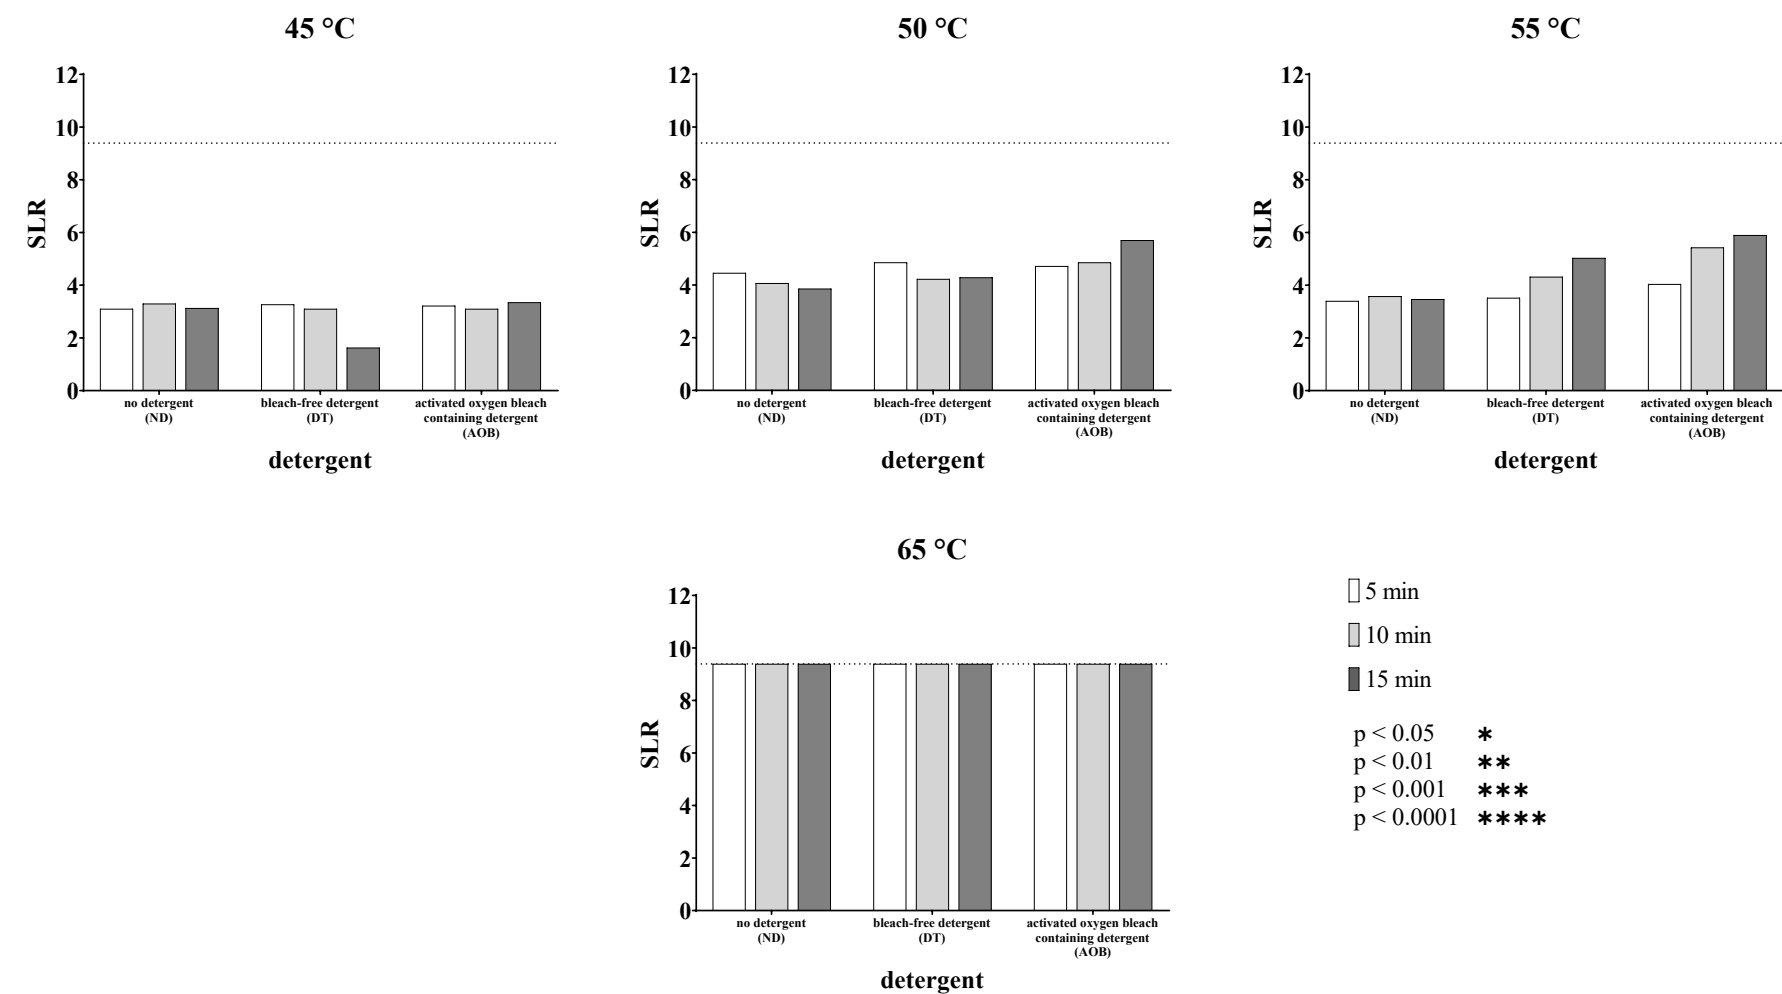 45 °C
12
10
8
6
4
2
0
SLR
no detergent
(ND)
bleach-free detergent
(DT)
activated oxygen bleach
containing detergent
(AOB)
detergent
50 °C
12
10
8
6
4
2
0
SLR
no detergent
(ND)
bleach-free detergent
(DT)
activated oxygen bleach
containing detergent
(AOB)
detergent
55 °C
12
10
8
6
4
2
0
SLR
no detergent
(ND)
bleach-free detergent
(DT)
activated oxygen bleach
containing detergent
(AOB)
detergent
65 °C
12
10
8
6
4
2
0
SLR
no detergent
(ND)
bleach-free detergent
(DT)
activated oxygen bleach
containing detergent
(AOB)
detergent
5 min
10 min
15 min
p < 0.05 *
p < 0.01 **
p < 0.001 ***
p < 0.0001 ****